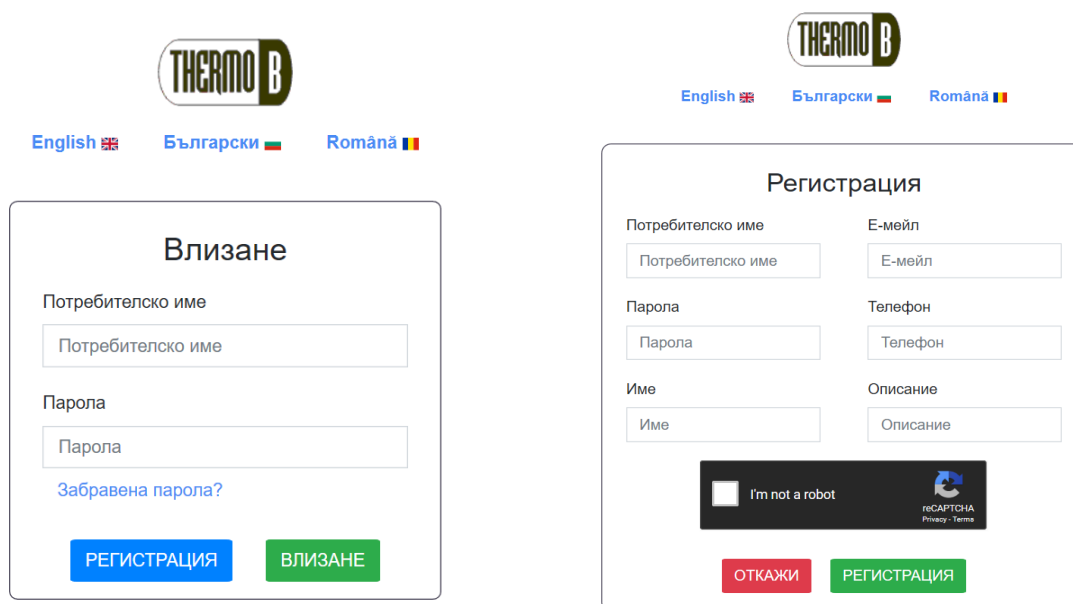 THERMO B
English Български Română
Влизане
Потребителско име
Потребителско име
Парола
Парола
Забравена парола?
РЕГИСТРАЦИЯ ВЛИЗАНЕ
THERMO B
English Български Română
Регистрация
Потребителско име Е-мейл
Потребителско име Е-мейл
Парола Телефон
Парола Телефон
Име Описание
Име Описание
I'm not a robot
reCAPTCHA
Privacy - Terms
ОТКАЖИ РЕГИСТРАЦИЯ